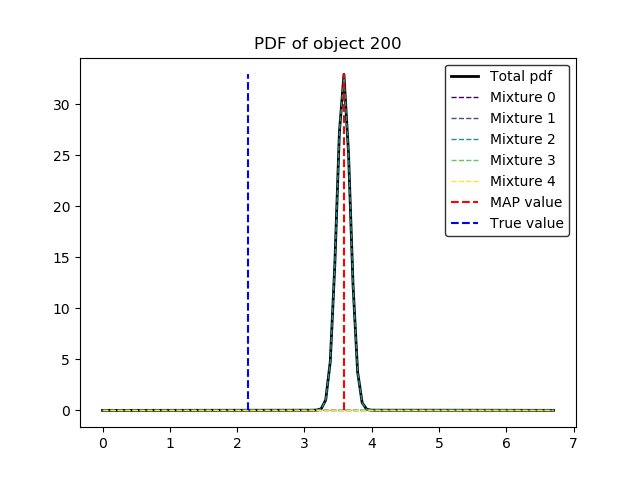 PDF of object 200
Total pdf
Mixture 0
Mixture 1
Mixture 2
Mixture 3
Mixture 4
MAP value
True value
30
25
20
15
10
5
0
0 1 2 3 4 5 6 7